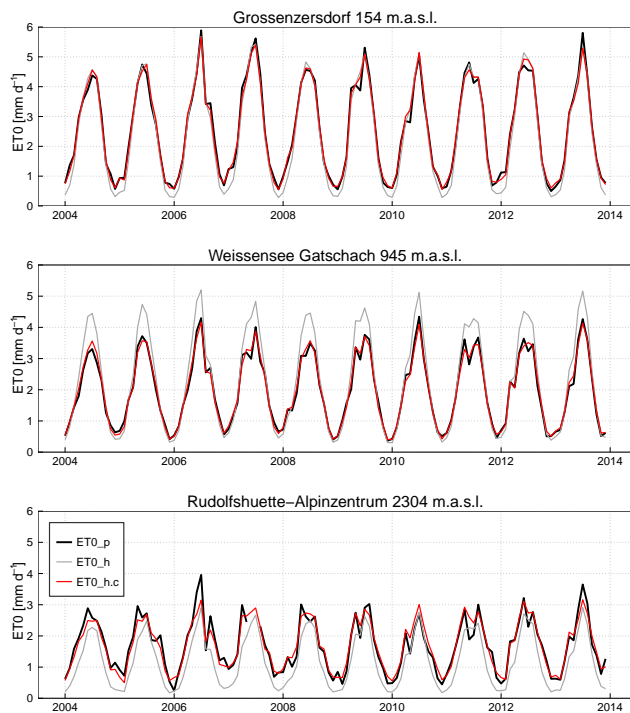 Grossenzersdorf 154 m.a.s.l.
ET0 [mm d⁻¹]
6
5
4
3
2
1
0
2004 2006 2008 2010 2012 2014
Weissensee Gatschach 945 m.a.s.l.
ET0 [mm d⁻¹]
6
5
4
3
2
1
0
2004 2006 2008 2010 2012 2014
Rudolfshuette−Alpinzentrum 2304 m.a.s.l.
ET0 [mm d⁻¹]
6
5
4
3
2
1
0
ET0_p
ET0_h
ET0_h.c
2004 2006 2008 2010 2012 2014